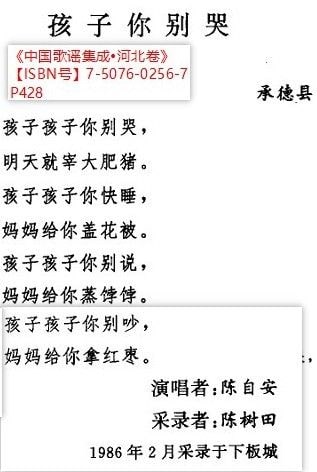 孩子你别哭
《中国歌谣集成•河北卷》
【ISBN号】7-5076-0256-7
P428
承德县
孩子孩子你别哭，
明天就宰大肥猪。
孩子孩子你快睡，
妈妈给你盖花被。
孩子孩子你别说，
妈妈给你蒸饽饽。
孩子孩子你别吵，
妈妈给你拿红枣。
演唱者：陈自安
采录者：陈树田
1986年2月采录于下板城